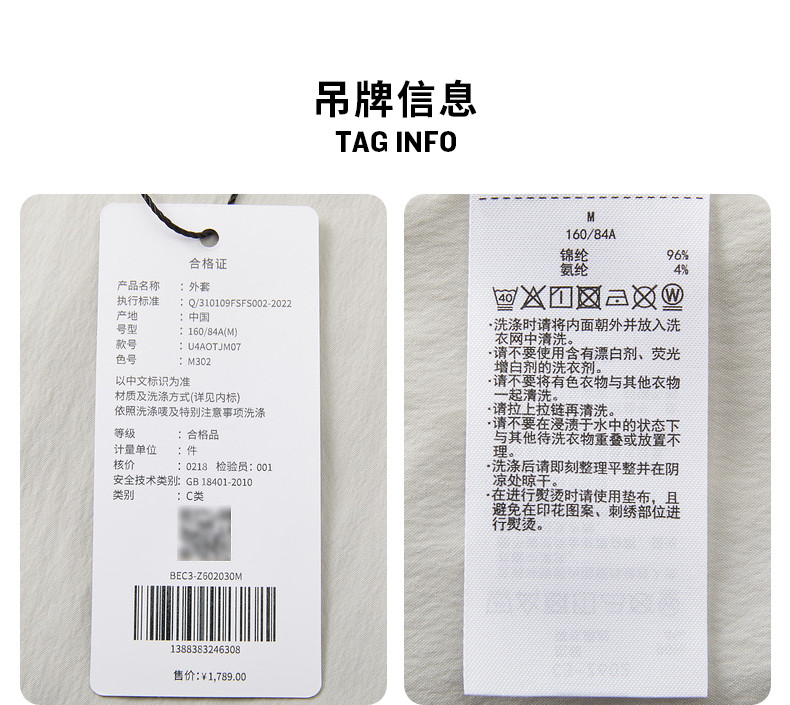 吊牌信息
TAG INFO
合格证
产品名称 : 外套
执行标准 : Q/310109FSFS002-2022
产地 : 中国
号型 : 160/84A(M)
款号 : U4AOTJM07
色号 : M302
以中文标识为准
材质及洗涤方式(详见内标)
依照洗涤唛及特别注意事项洗涤
等级 : 合格品
计量单位 : 件
核价 : 0218 检验员: 001
安全技术类别: GB 18401-2010
类别 : C类
BEC3-Z602030M
1388383246308
售价: ¥1,789.00
M
160/84A
锦纶 96%
氨纶 4%
40
W
·洗涤时请将内面朝外并放入洗
衣网中清洗。
·请不要使用含有漂白剂、荧光
增白剂的洗衣剂。
·请不要将有色衣物与其他衣物
一起清洗。
·请拉上拉链再清洗。
·请不要在浸渍于水中的状态下
与其他待洗衣物重叠或放置不
理。
·洗涤后请即刻整理平整并在阴
凉处晾干。
·在进行熨烫时请使用垫布，且
避免在印花图案、刺绣部位进
行熨烫。